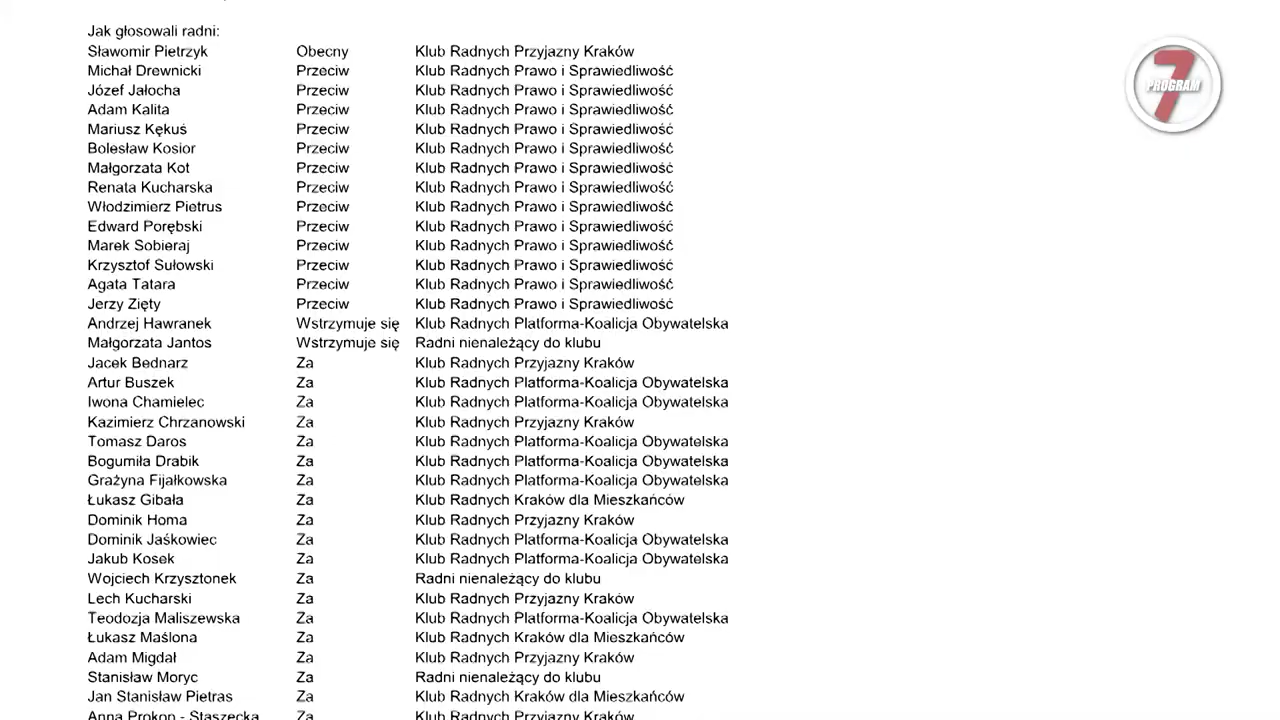 Jak głosowali radni:
Sławomir Pietrzyk Obecny Klub Radnych Przyjazny Kraków
Michał Drewnicki Przeciw Klub Radnych Prawo i Sprawiedliwość
Józef Jałocha Przeciw Klub Radnych Prawo i Sprawiedliwość
Adam Kalita Przeciw Klub Radnych Prawo i Sprawiedliwość
Mariusz Kękuś Przeciw Klub Radnych Prawo i Sprawiedliwość
Bolesław Kosior Przeciw Klub Radnych Prawo i Sprawiedliwość
Małgorzata Kot Przeciw Klub Radnych Prawo i Sprawiedliwość
Renata Kucharska Przeciw Klub Radnych Prawo i Sprawiedliwość
Włodzimierz Pietrus Przeciw Klub Radnych Prawo i Sprawiedliwość
Edward Porębski Przeciw Klub Radnych Prawo i Sprawiedliwość
Marek Sobieraj Przeciw Klub Radnych Prawo i Sprawiedliwość
Krzysztof Sułowski Przeciw Klub Radnych Prawo i Sprawiedliwość
Agata Tatara Przeciw Klub Radnych Prawo i Sprawiedliwość
Jerzy Zięty Przeciw Klub Radnych Prawo i Sprawiedliwość
Andrzej Hawranek Wstrzymuje się Klub Radnych Platforma-Koalicja Obywatelska
Małgorzata Jantos Wstrzymuje się Radni nienależący do klubu
Jacek Bednarz Za Klub Radnych Przyjazny Kraków
Artur Buszek Za Klub Radnych Platforma-Koalicja Obywatelska
Iwona Chamielec Za Klub Radnych Platforma-Koalicja Obywatelska
Kazimierz Chrzanowski Za Klub Radnych Przyjazny Kraków
Tomasz Daros Za Klub Radnych Platforma-Koalicja Obywatelska
Bogumiła Drabik Za Klub Radnych Platforma-Koalicja Obywatelska
Grażyna Fijałkowska Za Klub Radnych Platforma-Koalicja Obywatelska
Łukasz Gibała Za Klub Radnych Kraków dla Mieszkańców
Dominik Homa Za Klub Radnych Przyjazny Kraków
Dominik Jaśkowiec Za Klub Radnych Platforma-Koalicja Obywatelska
Jakub Kosek Za Klub Radnych Platforma-Koalicja Obywatelska
Wojciech Krzysztonek Za Radni nienależący do klubu
Lech Kucharski Za Klub Radnych Przyjazny Kraków
Teodozja Maliszewska Za Klub Radnych Platforma-Koalicja Obywatelska
Łukasz Maślona Za Klub Radnych Kraków dla Mieszkańców
Adam Migdał Za Klub Radnych Przyjazny Kraków
Stanisław Moryc Za Radni nienależący do klubu
Jan Stanisław Pietras Za Klub Radnych Kraków dla Mieszkańców
Anna Prokop - Staszecka Za Klub Radnych Przyjazny Kraków
7 PROGRAM